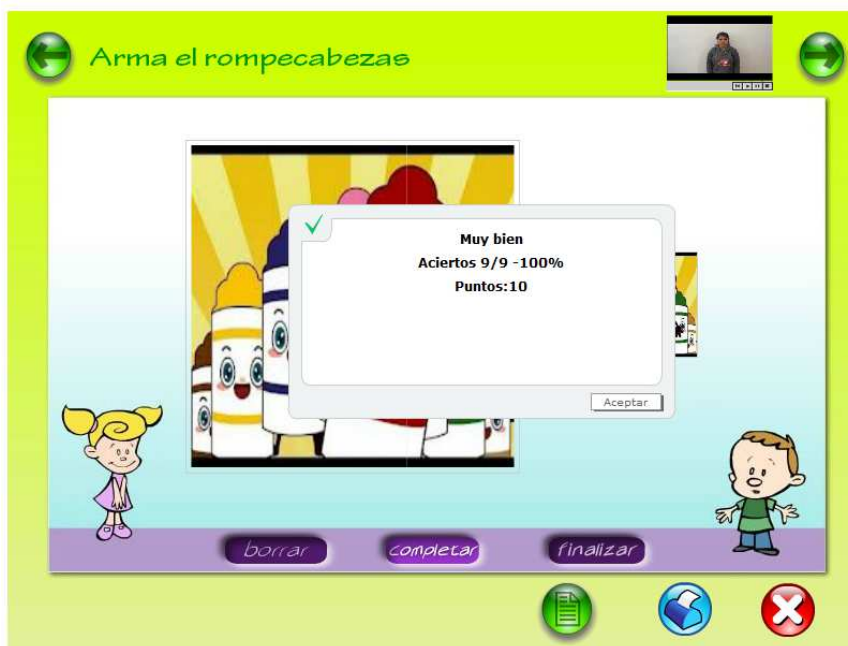 Arma el rompecabezas
Muy bien
Aciertos 9/9 -100%
Puntos:10
Aceptar
borrar
completar
finalizar